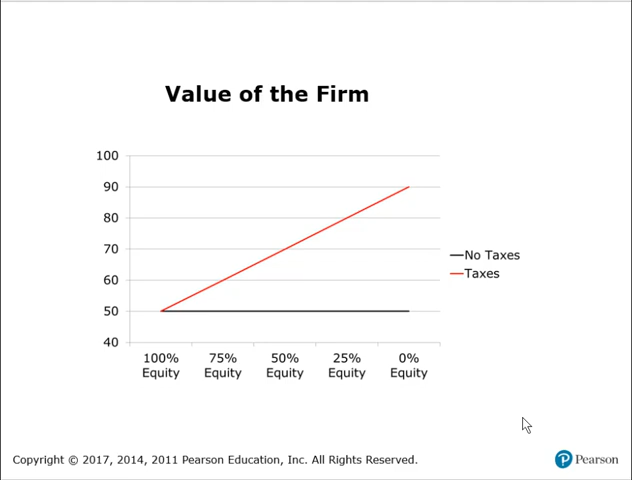 Value of the Firm
100
90
80
70
60
50
40
100% Equity
75% Equity
50% Equity
25% Equity
0% Equity
No Taxes
Taxes
Copyright © 2017, 2014, 2011 Pearson Education, Inc. All Rights Reserved.
P Pearson